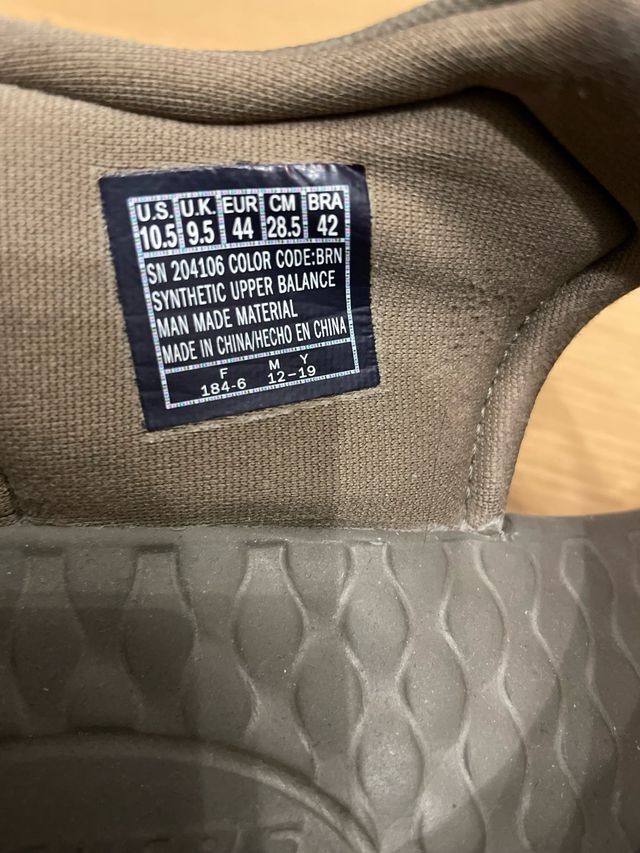 U.S. U.K. EUR CM BRA
10.5 9.5 44 28.5 42
SN 204106 COLOR CODE:BRN
SYNTHETIC UPPER BALANCE
MAN MADE MATERIAL
MADE IN CHINA/HECHO EN CHINA
F M Y
184-6 12-19